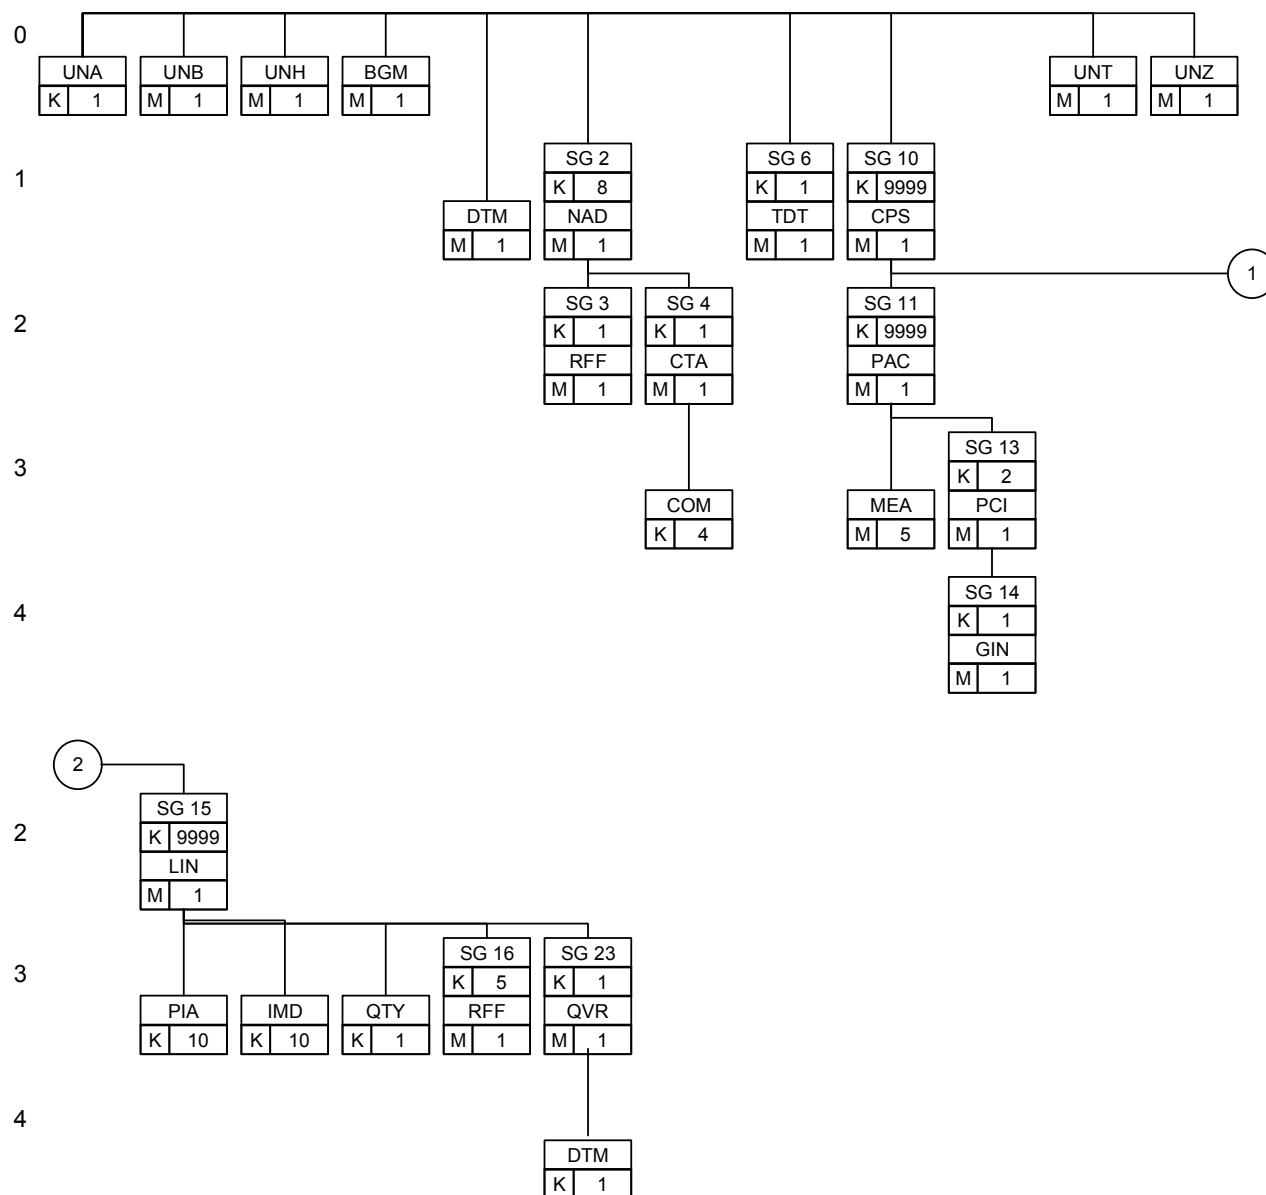 0
UNA UNB UNH BGM UNT UNZ
K 1 M 1 M 1 M 1 M 1 M 1
SG 2 SG 6 SG 10
1
K 8 K 1 K 9999
DTM NAD TDT CPS
M 1 M 1 M 1 M 1
1
SG 3 SG 4 SG 11
2
K 1 K 1 K 9999
RFF CTA PAC
M 1 M 1 M 1
SG 13
3
K 2
COM MEA PCI
K 4 M 5 M 1
SG 14
4
K 1
GIN
M 1
2
SG 15
2
K 9999
LIN
M 1
SG 16 SG 23
3
K 5 K 1
PIA IMD QTY RFF QVR
K 10 K 10 K 1 M 1 M 1
4
DTM
K 1